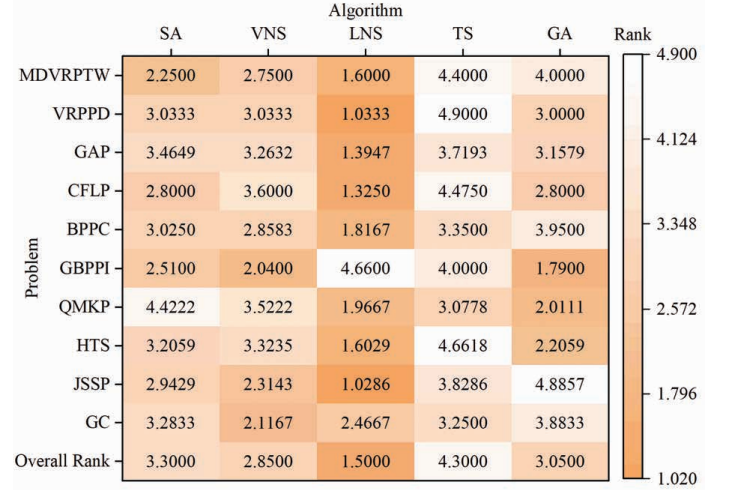 Algorithm
SA VNS LNS TS GA Rank
MDVRPTW 2.2500 2.7500 1.6000 4.4000 4.0000
VRPPD 3.0333 3.0333 1.0333 4.9000 3.0000
GAP 3.4649 3.2632 1.3947 3.7193 3.1579
CFLP 2.8000 3.6000 1.3250 4.4750 2.8000
BPPC 3.0250 2.8583 1.8167 3.3500 3.9500
GBPPI 2.5100 2.0400 4.6600 4.0000 1.7900
QMKP 4.4222 3.5222 1.9667 3.0778 2.0111
HTS 3.2059 3.3235 1.6029 4.6618 2.2059
JSSP 2.9429 2.3143 1.0286 3.8286 4.8857
GC 3.2833 2.1167 2.4667 3.2500 3.8833
Overall Rank 3.3000 2.8500 1.5000 4.3000 3.0500
Problem
4.900
4.124
3.348
2.572
1.796
1.020